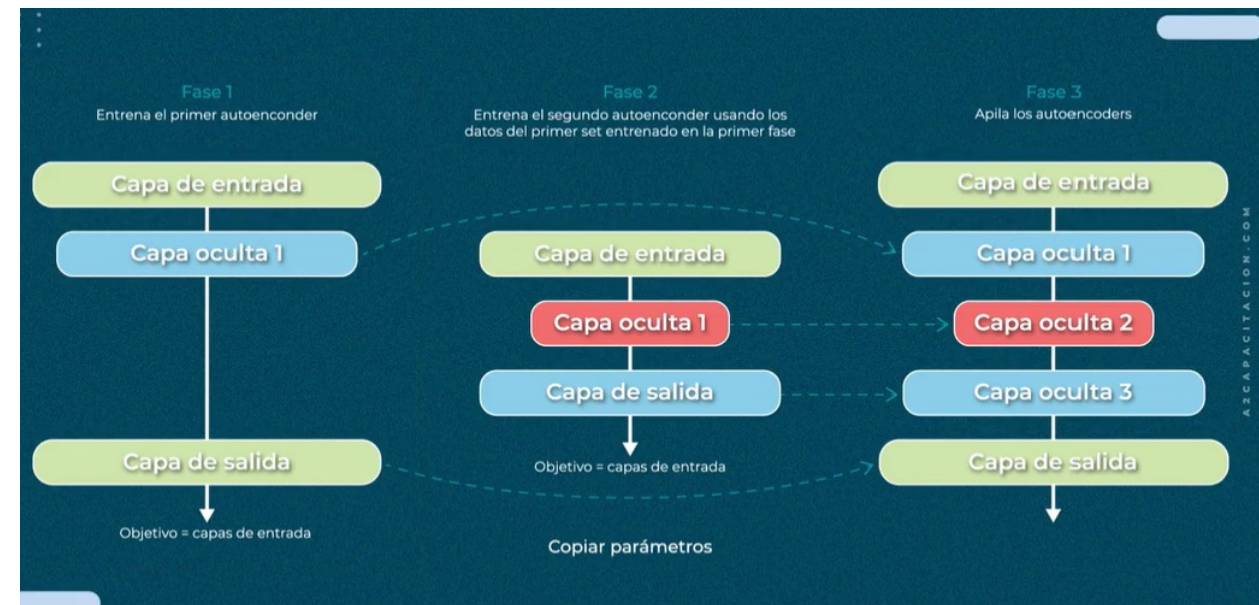 Fase 1
Entrena el primer autoenconder
Capa de entrada
Capa oculta 1
Capa de salida
Objetivo = capas de entrada
Fase 2
Entrena el segundo autoenconder usando los
datos del primer set entrenado en la primer fase
Capa de entrada
Capa oculta 1
Capa de salida
Objetivo = capas de entrada
Copiar parámetros
Fase 3
Apila los autoencoders
Capa de entrada
Capa oculta 1
Capa oculta 2
Capa oculta 3
Capa de salida
A2CAPACITACION.COM